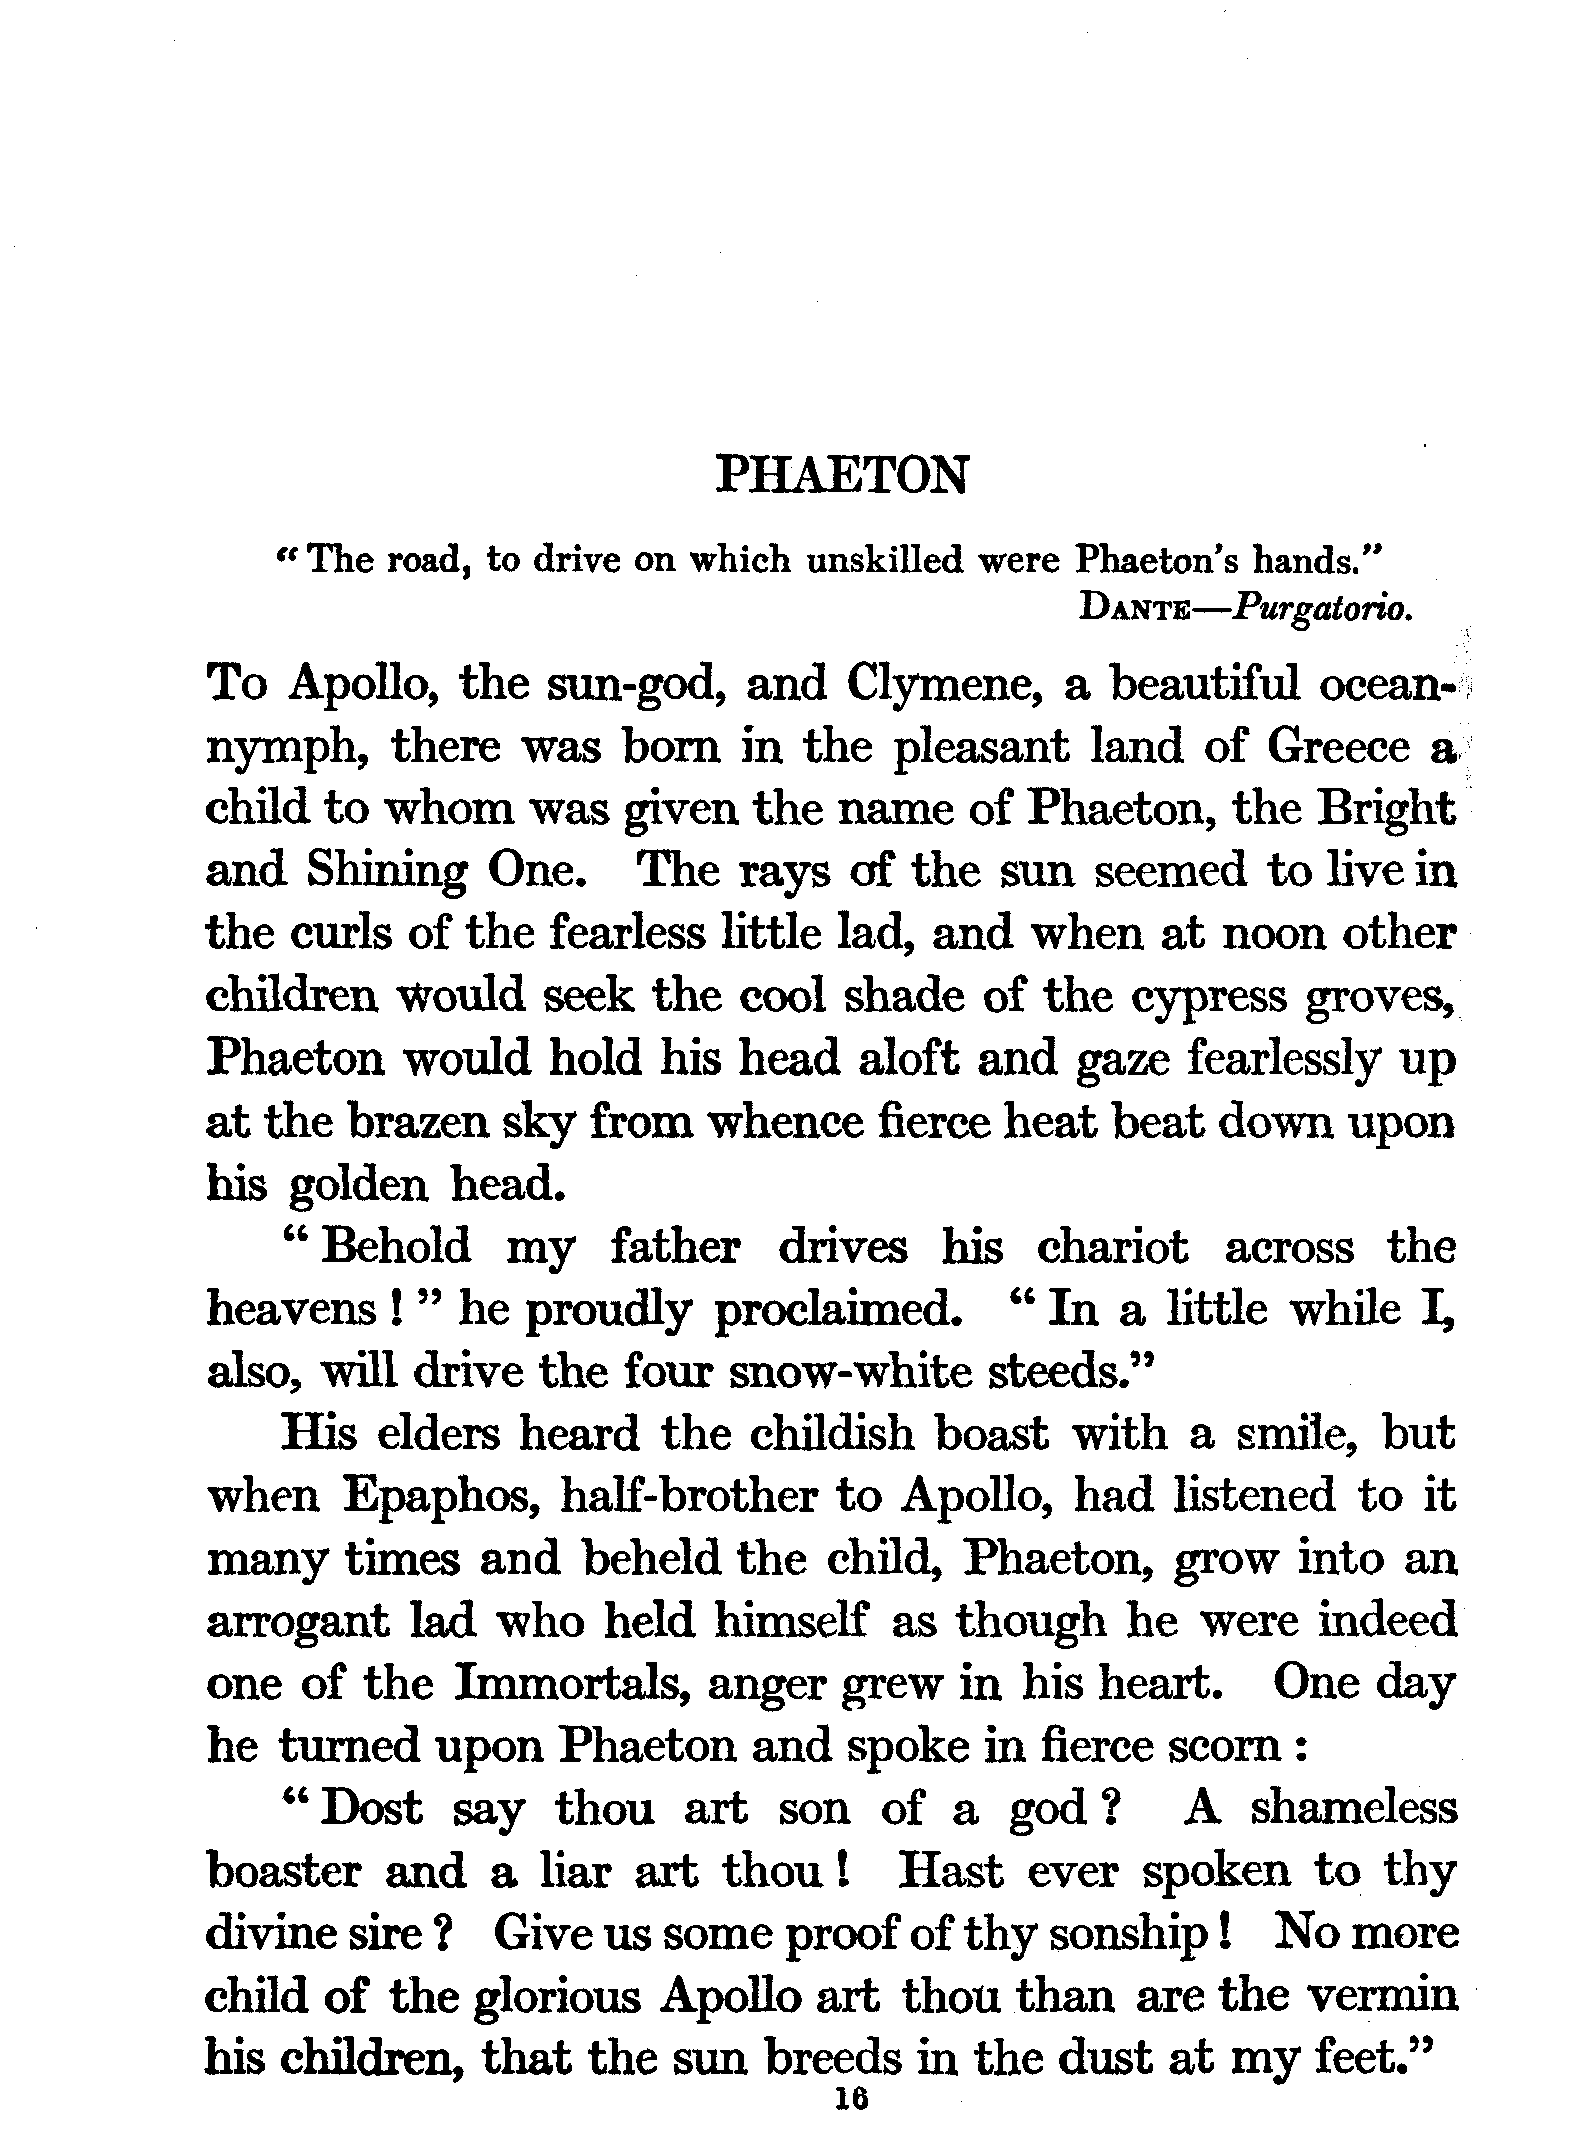 PHAETON
“ The road, to drive on which unskilled were Phaeton's hands.”
DANTE—Purgatorio.
To Apollo, the sun-god, and Clymene, a beautiful ocean-
nymph, there was born in the pleasant land of Greece a
child to whom was given the name of Phaeton, the Bright
and Shining One. The rays of the sun seemed to live in
the curls of the fearless little lad, and when at noon other
children would seek the cool shade of the cypress groves,
Phaeton would hold his head aloft and gaze fearlessly up
at the brazen sky from whence fierce heat beat down upon
his golden head.
“ Behold my father drives his chariot across the
heavens ! ” he proudly proclaimed. “ In a little while I,
also, will drive the four snow-white steeds.”
His elders heard the childish boast with a smile, but
when Epaphos, half-brother to Apollo, had listened to it
many times and beheld the child, Phaeton, grow into an
arrogant lad who held himself as though he were indeed
one of the Immortals, anger grew in his heart. One day
he turned upon Phaeton and spoke in fierce scorn :
“ Dost say thou art son of a god ? A shameless
boaster and a liar art thou ! Hast ever spoken to thy
divine sire ? Give us some proof of thy sonship ! No more
child of the glorious Apollo art thou than are the vermin
his children, that the sun breeds in the dust at my feet.”
16